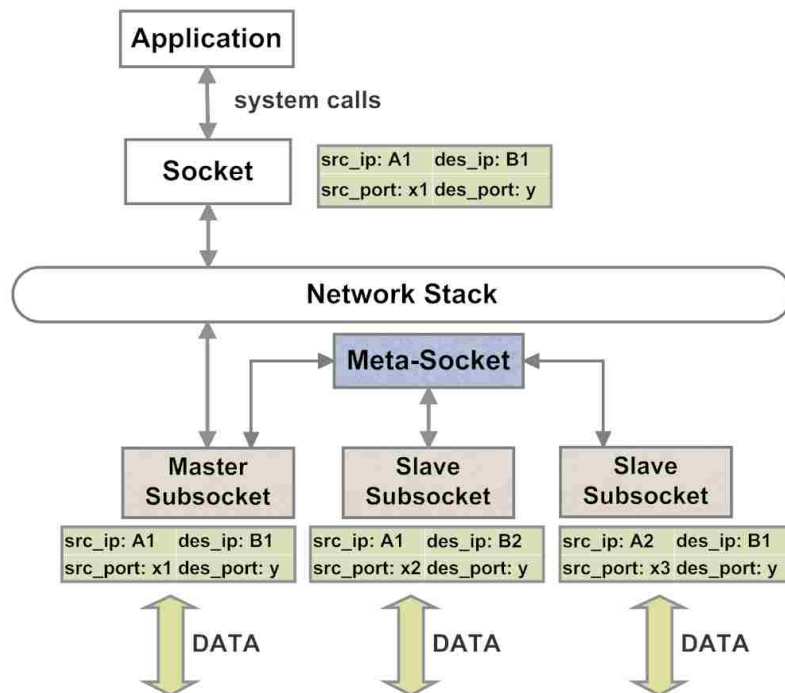 Application
system calls
Socket
src_ip: A1 des_ip: B1
src_port: x1 des_port: y
Network Stack
Meta-Socket
Master
Subsocket
Slave
Subsocket
Slave
Subsocket
src_ip: A1 des_ip: B1
src_port: x1 des_port: y
src_ip: A1 des_ip: B2
src_port: x2 des_port: y
src_ip: A2 des_ip: B1
src_port: x3 des_port: y
DATA
DATA
DATA